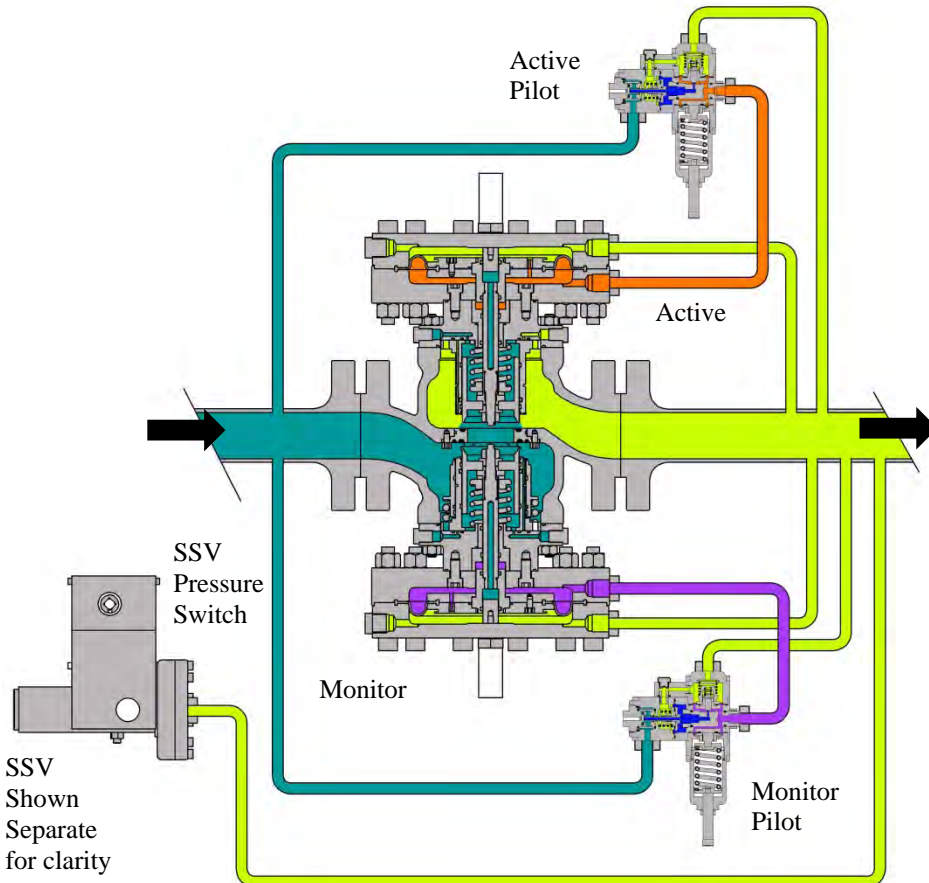 Active
Pilot
Active
SSV
Pressure
Switch
Monitor
SSV
Shown
Separate
for clarity
Monitor
Pilot